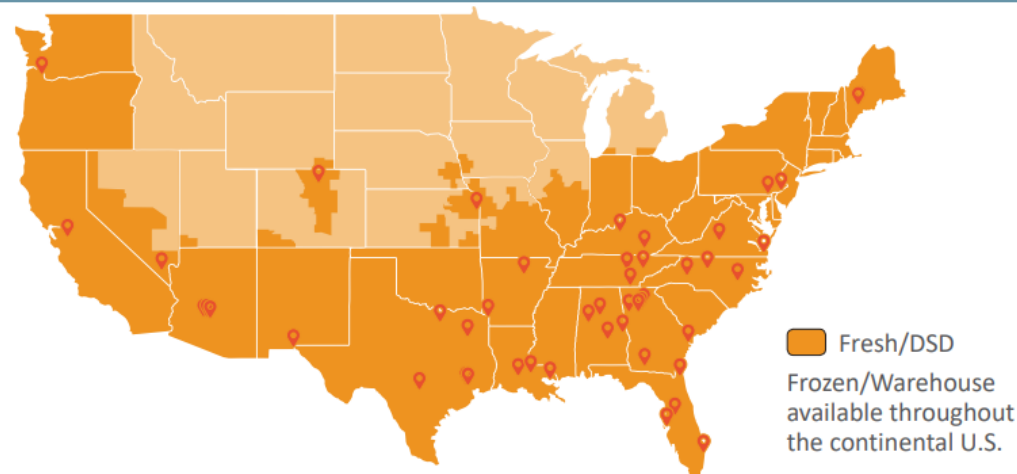 Fresh/DSD
Frozen/Warehouse
available throughout
the continental U.S.